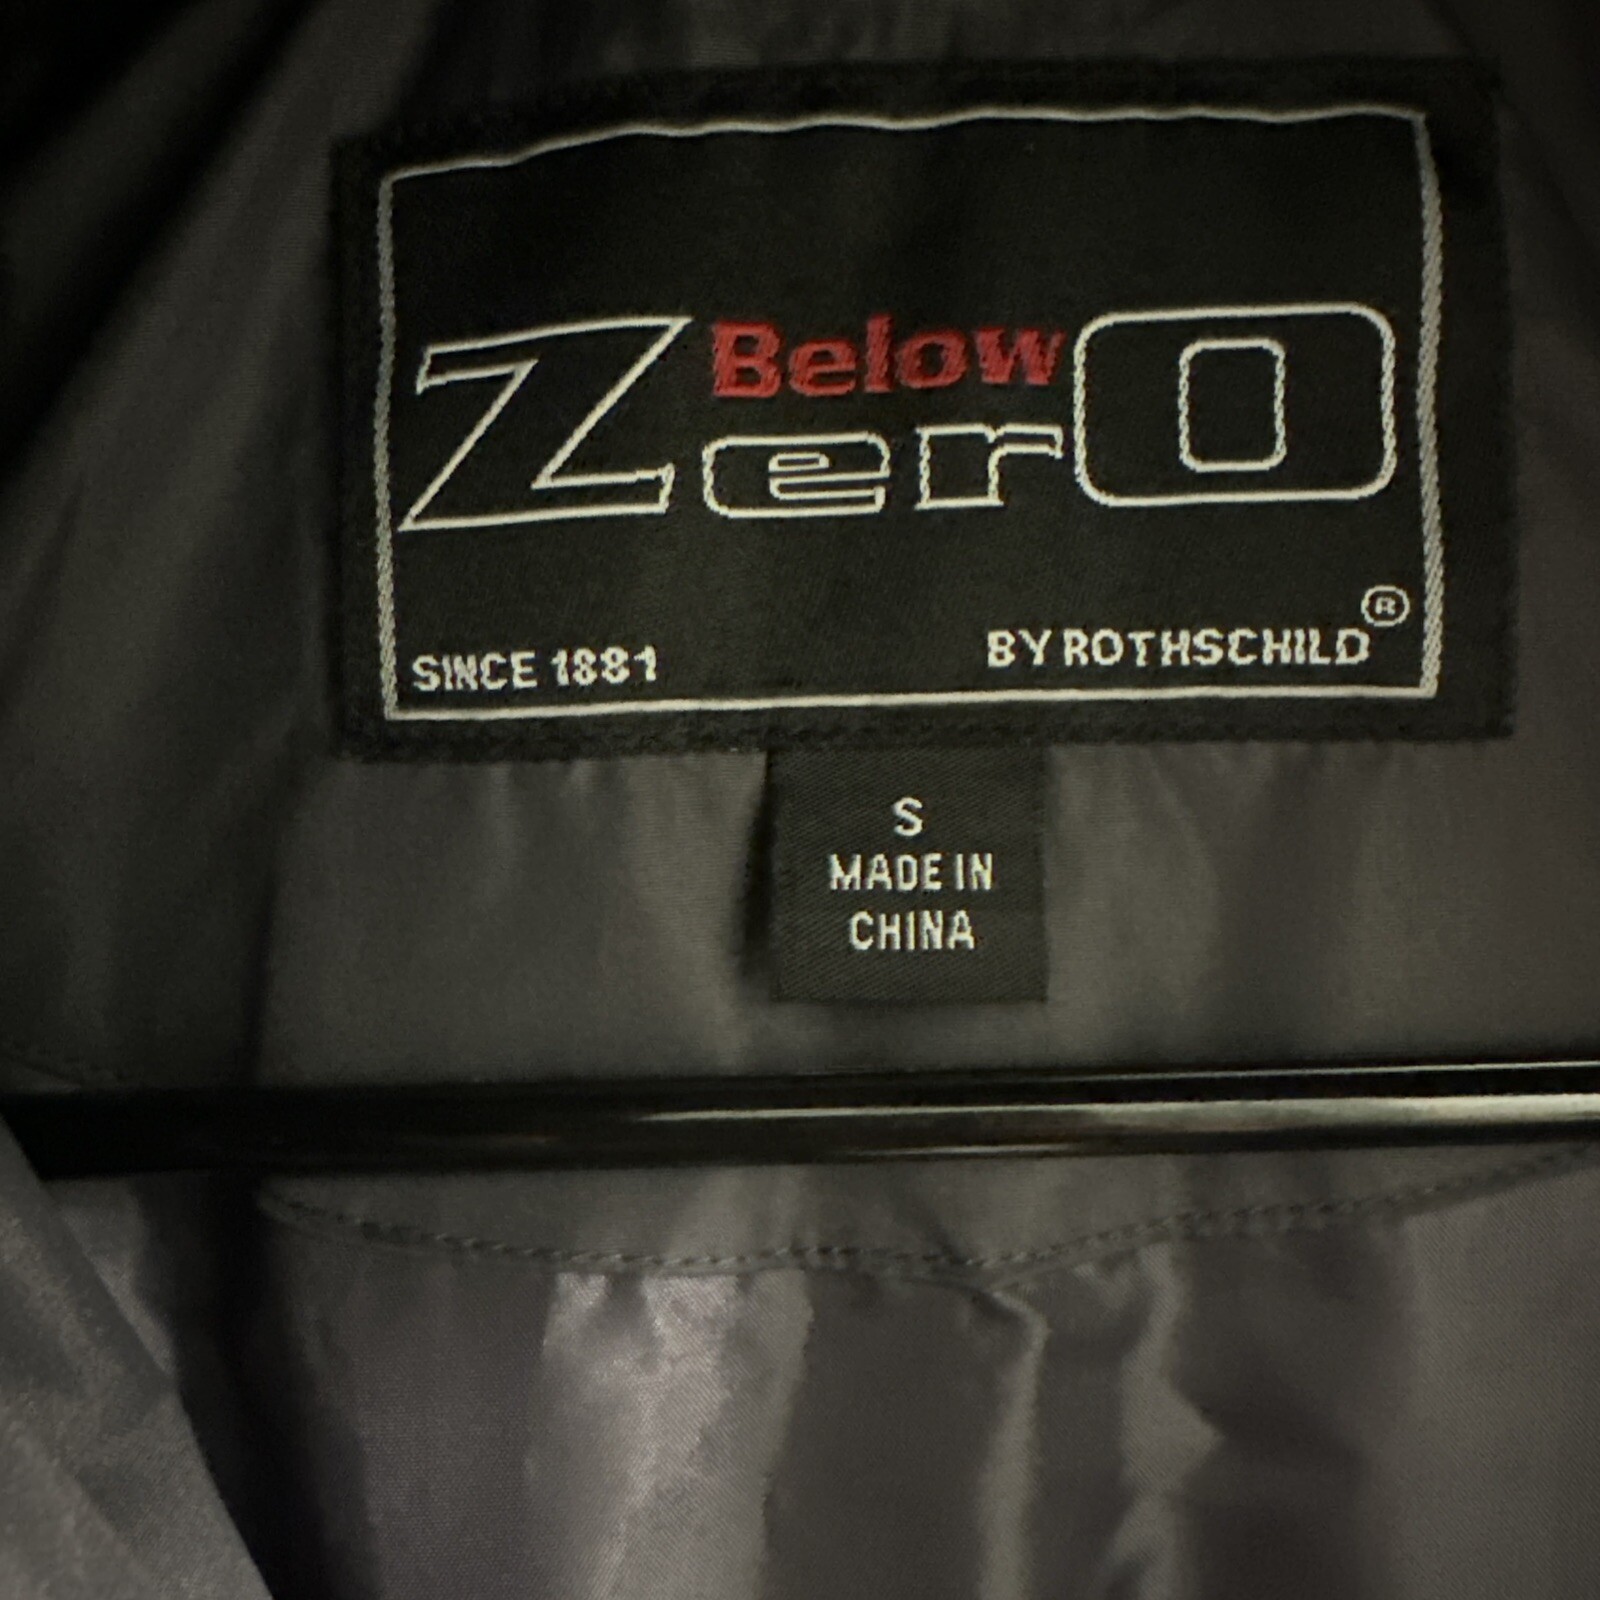 Below
ZerO
SINCE 1881
BY ROTHSCHILD®
S
MADE IN
CHINA